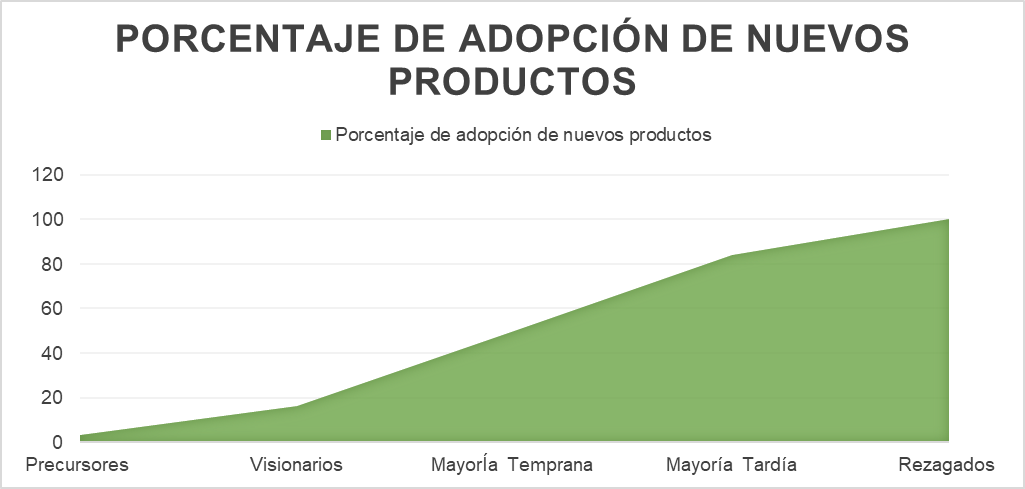 PORCENTAJE DE ADOPCIÓN DE NUEVOS
PRODUCTOS
Porcentaje de adopción de nuevos productos
120
100
80
60
40
20
0
Precursores Visionarios MayorÍa Temprana Mayoría Tardía Rezagados